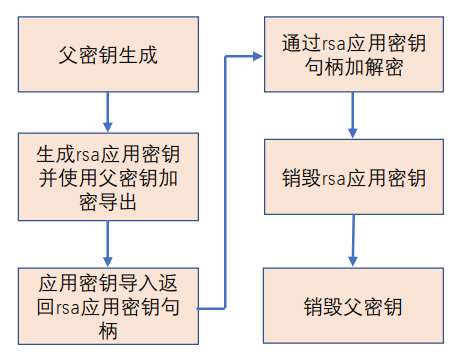 父密钥生成
生成rsa应用密钥
并使用父密钥加
密导出
应用密钥导入返
回rsa应用密钥句
柄
通过rsa应用密钥
句柄加解密
销毁rsa应用密钥
销毁父密钥